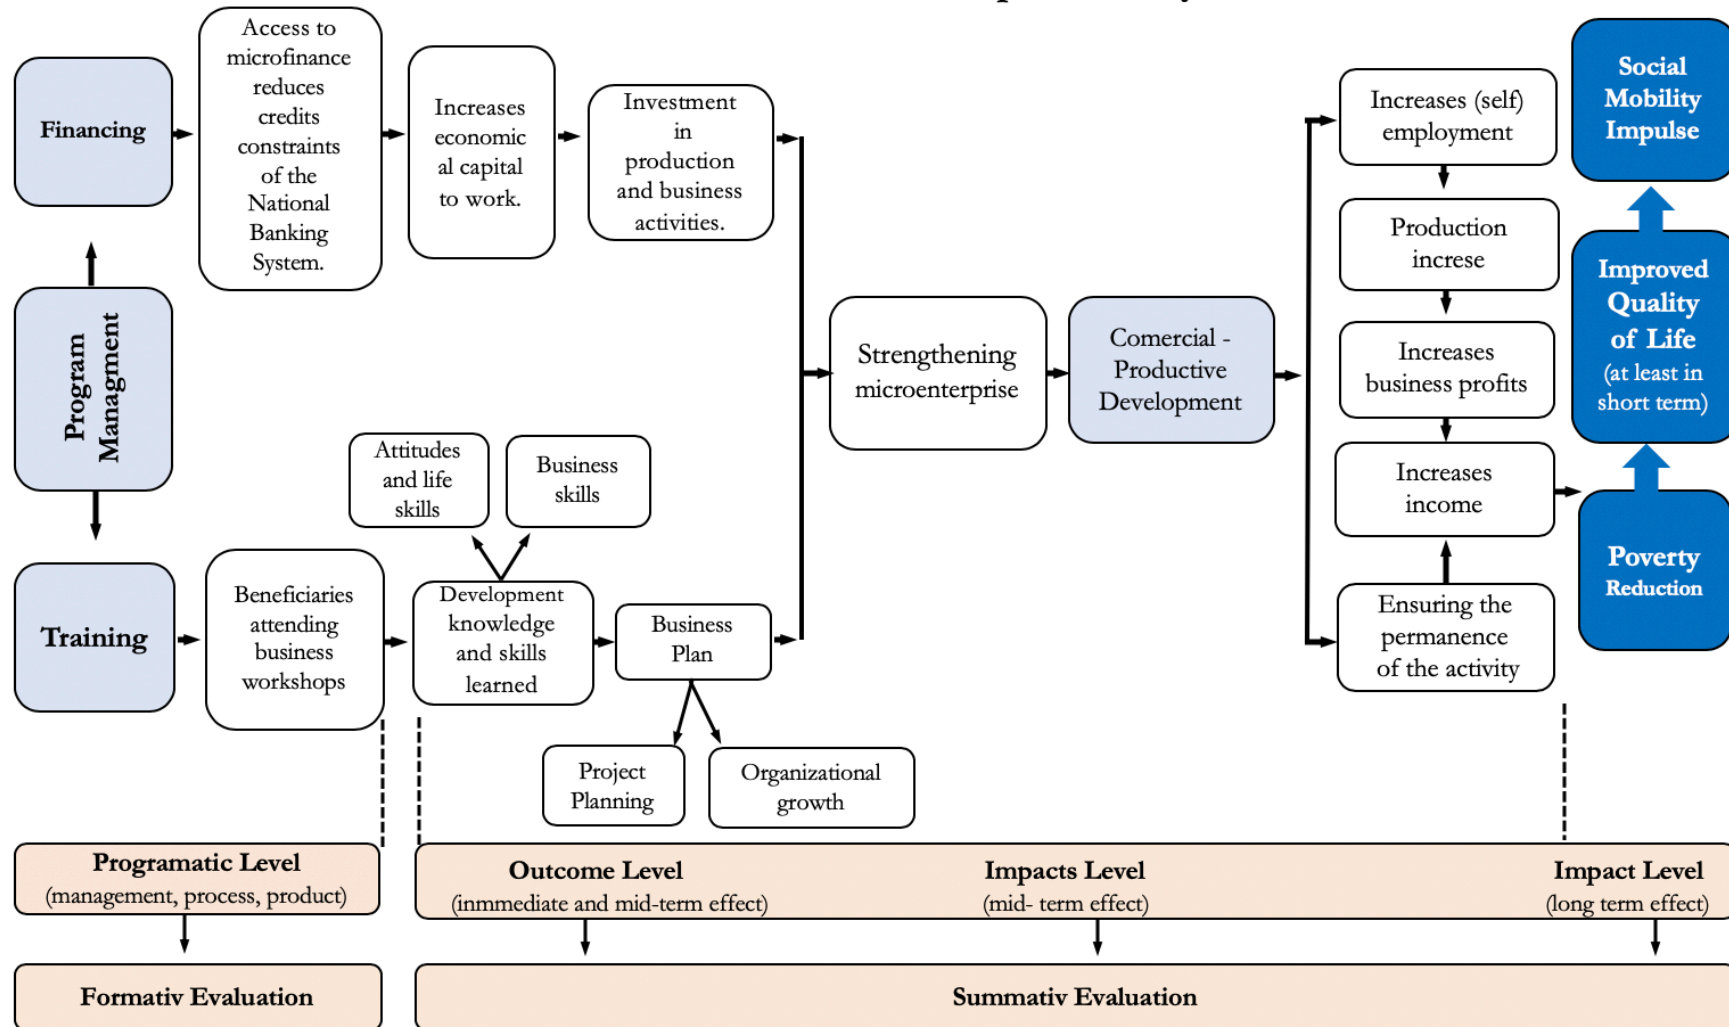 Financing
Access to
microfinance
reduces
credits
constraints
of the
National
Banking
System.
Increases
economic
al capital
to work.
Investment
in
production
and business
activities.
Program
Managment
Training
Beneficiaries
attending
business
workshops
Attitudes
and life
skills
Business
skills
Development
knowledge
and skills
learned
Business
Plan
Project
Planning
Organizational
growth
Strengthening
microenterprise
Comercial -
Productive
Development
Increases (self)
employment
Production
increse
Increases
business profits
Increases
income
Ensuring the
permanence
of the activity
Social
Mobility
Impulse
Improved
Quality
of Life
(at least in
short term)
Poverty
Reduction
Programatic Level
(management, process, product)
Outcome Level
(inmmediate and mid-term effect)
Impacts Level
(mid- term effect)
Impact Level
(long term effect)
Formativ Evaluation
Summativ Evaluation